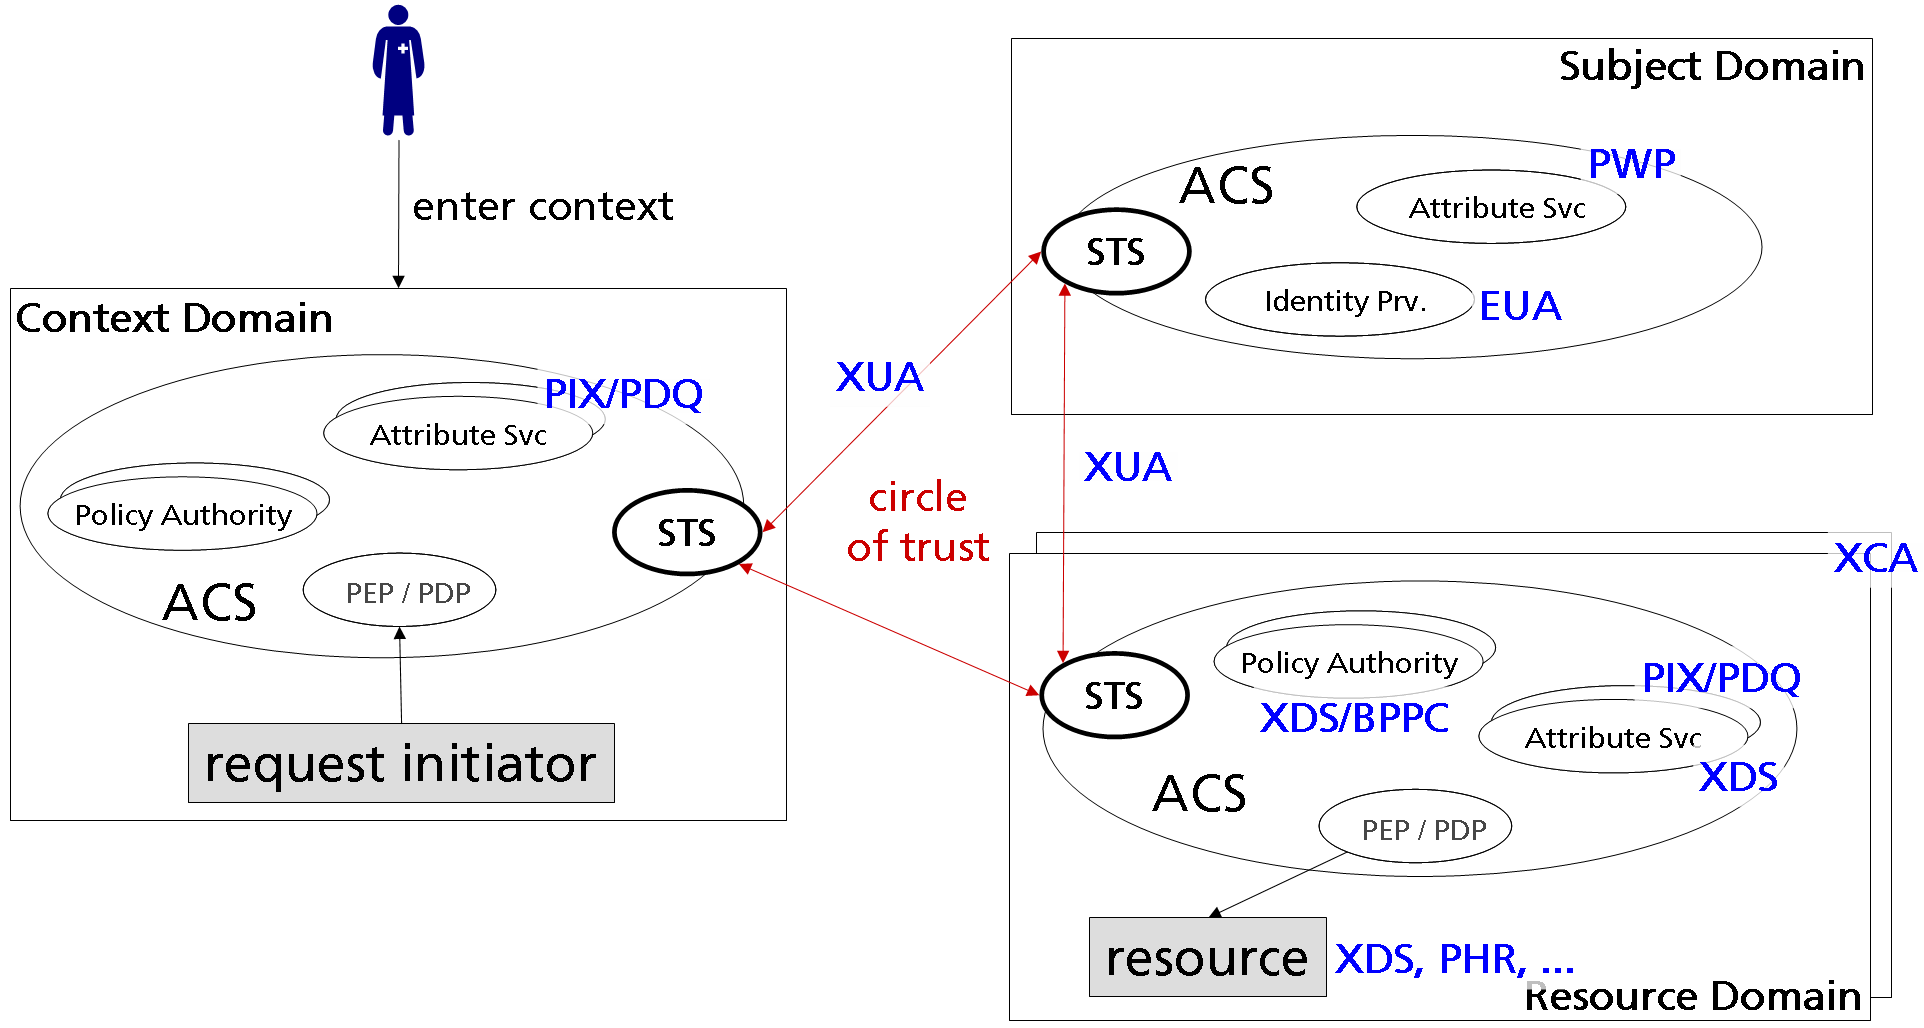 enter context
Context Domain
PIX/PDQ
Attribute Svc
Policy Authority
STS
ACS
PEP / PDP
request initiator
XUA
circle
of trust
XUA
Subject Domain
PWP
ACS
Attribute Svc
STS
Identity Prv.
EUA
XCA
Policy Authority
XDS/BPPC
PIX/PDQ
STS
Attribute Svc
XDS
ACS
PEP / PDP
resource
XDS, PHR, ...
Resource Domain